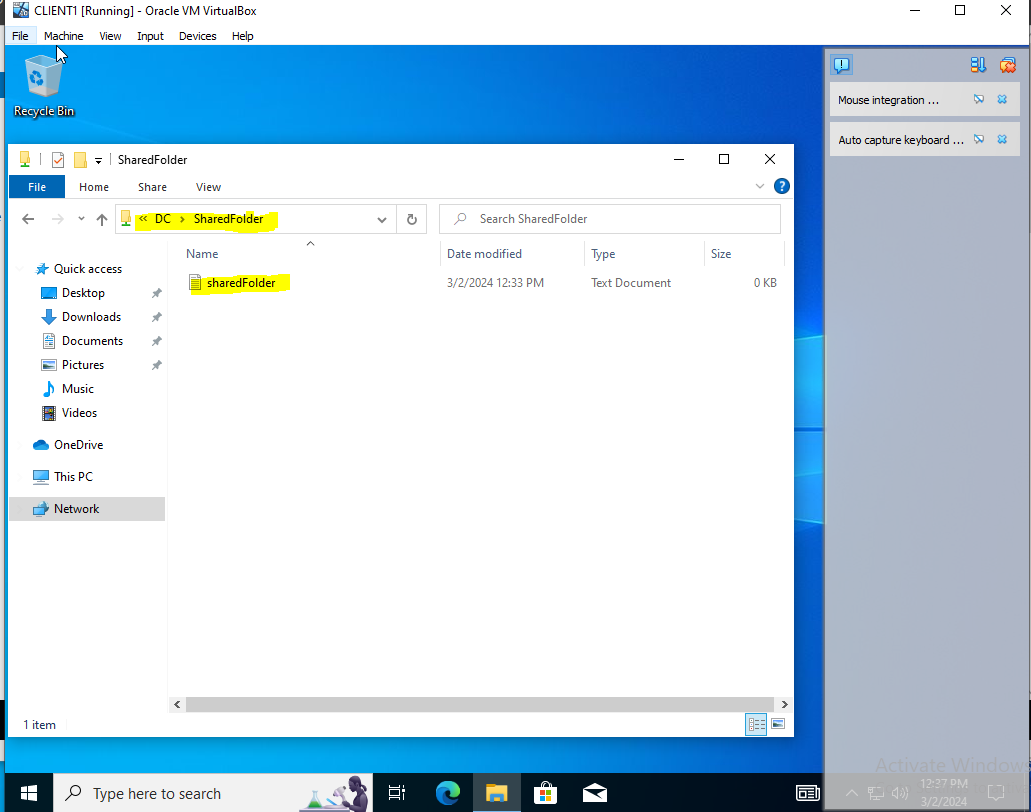 CLIENT1 [Running] - Oracle VM VirtualBox
File Machine View Input Devices Help
Recycle Bin
Mouse integration ...
Auto capture keyboard ...
SharedFolder
File Home Share View
« DC > SharedFolder
Search SharedFolder
Name Date modified Type Size
sharedFolder 3/2/2024 12:33 PM Text Document 0 KB
Quick access
Desktop
Downloads
Documents
Pictures
Music
Videos
OneDrive
This PC
Network
1 item
Activate Windows
Type here to search
12:37 PM
3/2/2024